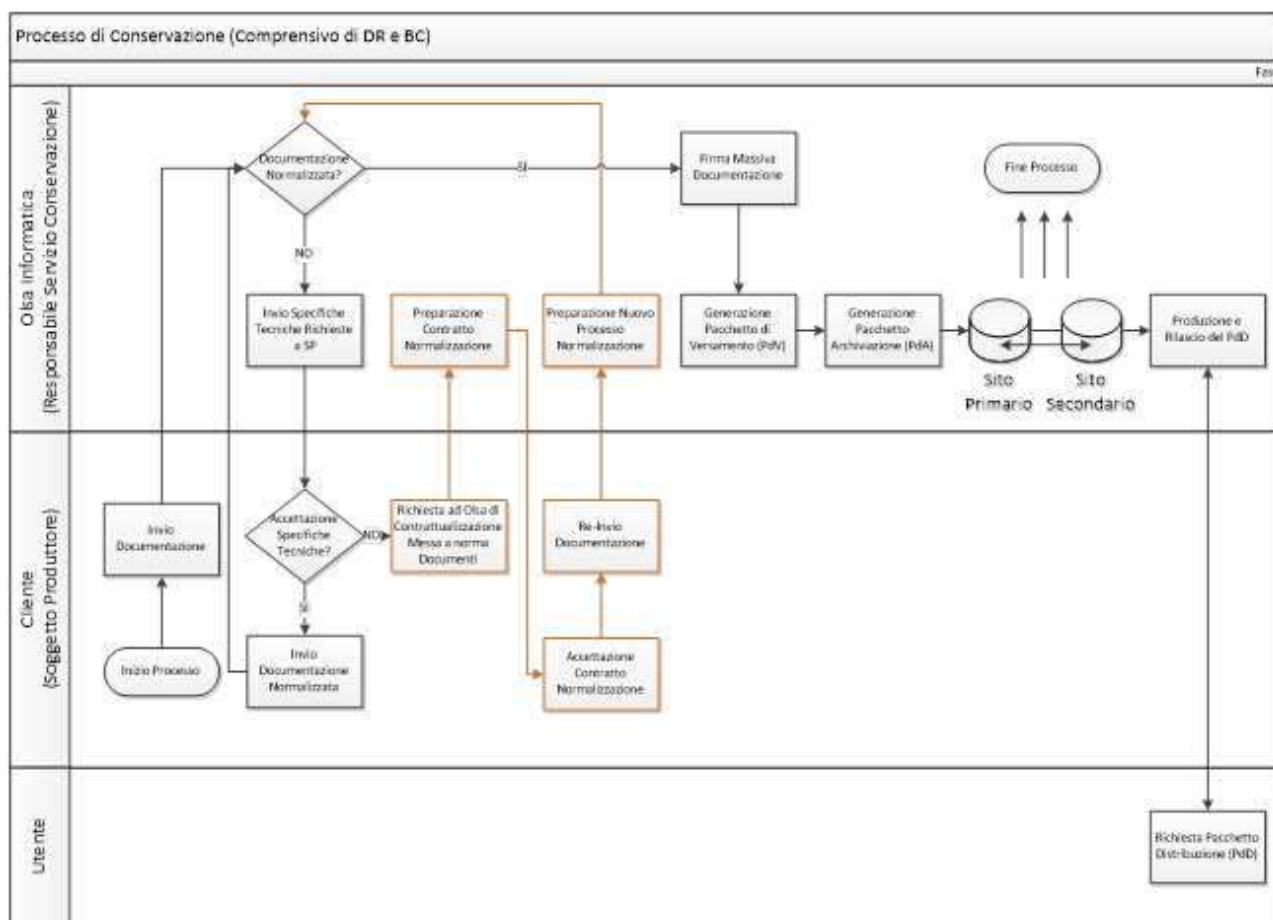 Processo di Conservazione (Comprensivo di DR e BC)
Fas
Olsa Informatica
(Responsabile Servizio Conservazione)
Documentazione
Normalizzata?
SI
Firma Massiva
Documentazione
Fine Processo
NO
Invio Specifiche
Tecniche Richieste
a SP
Preparazione
Contratto
Normalizzazione
Preparazione Nuovo
Processo
Normalizzazione
Generazione
Pacchetto di
Versamento (PdV)
Generazione
Pacchetto
Archiviazione (PdA)
Sito
Primario
Sito
Secondario
Produzione e
Rilascio del PdD
Cliente
(Soggetto Produttore)
Invio
Documentazione
Accettazione
Specifiche
Tecniche?
NO
Richiesta ad Olsa di
Contrattualizzazione
Messa a norma
Documenti
Re-Invio
Documentazione
SI
Inizio Processo
Invio
Documentazione
Normalizzata
Accettazione
Contratto
Normalizzazione
Utente
Richiesta Pacchetto
Distribuzione (PdD)